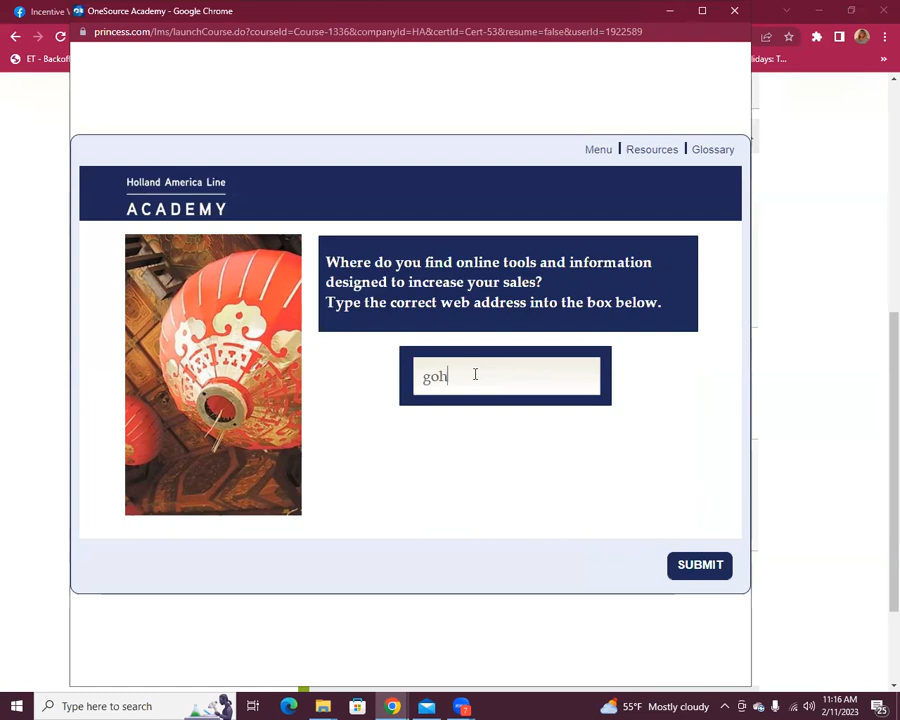 Incentive V
OneSource Academy - Google Chrome
princess.com/lms/launchCourse.do?courseId=Course-1336&companyId=HA&certId=Cert-53&resume=false&userId=1922589
ET - Backoff
lidays: T...
»
Menu | Resources | Glossary
Holland America Line
ACADEMY
Where do you find online tools and information
designed to increase your sales?
Type the correct web address into the box below.
goh
SUBMIT
Type here to search
7
55°F Mostly cloudy
11:16 AM
2/11/2023
25